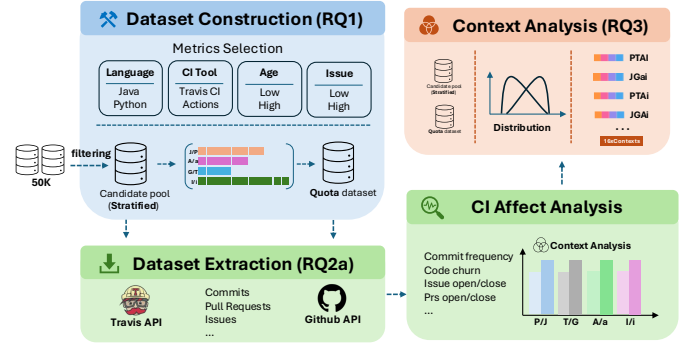 Dataset Construction (RQ1)
Metrics Selection
Language
Java
Python
CI Tool
Travis CI
Actions
Age
Low
High
Issue
Low
High
50K
filtering
Candidate pool
(Stratified)
J/P
A/a
G/T
I/i
Quota dataset
Dataset Extraction (RQ2a)
Travis API
Commits
Pull Requests
Issues
...
Github API
Context Analysis (RQ3)
Candidate pool
(Stratified)
Quota dataset
Distribution
PTAI
JGai
PTAi
JGAi
...
16xContexts
CI Affect Analysis
Commit frequency
Code churn
Issue open/close
Prs open/close
...
Context Analysis
P/J
T/G
A/a
I/i